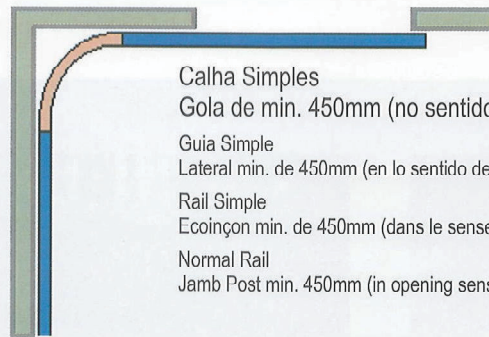 Calha Simples
Gola de min. 450mm (no sentido
Guia Simple
Lateral min. de 450mm (en lo sentido de
Rail Simple
Ecoinçon min. de 450mm (dans le sense
Normal Rail
Jamb Post min. 450mm (in opening sens